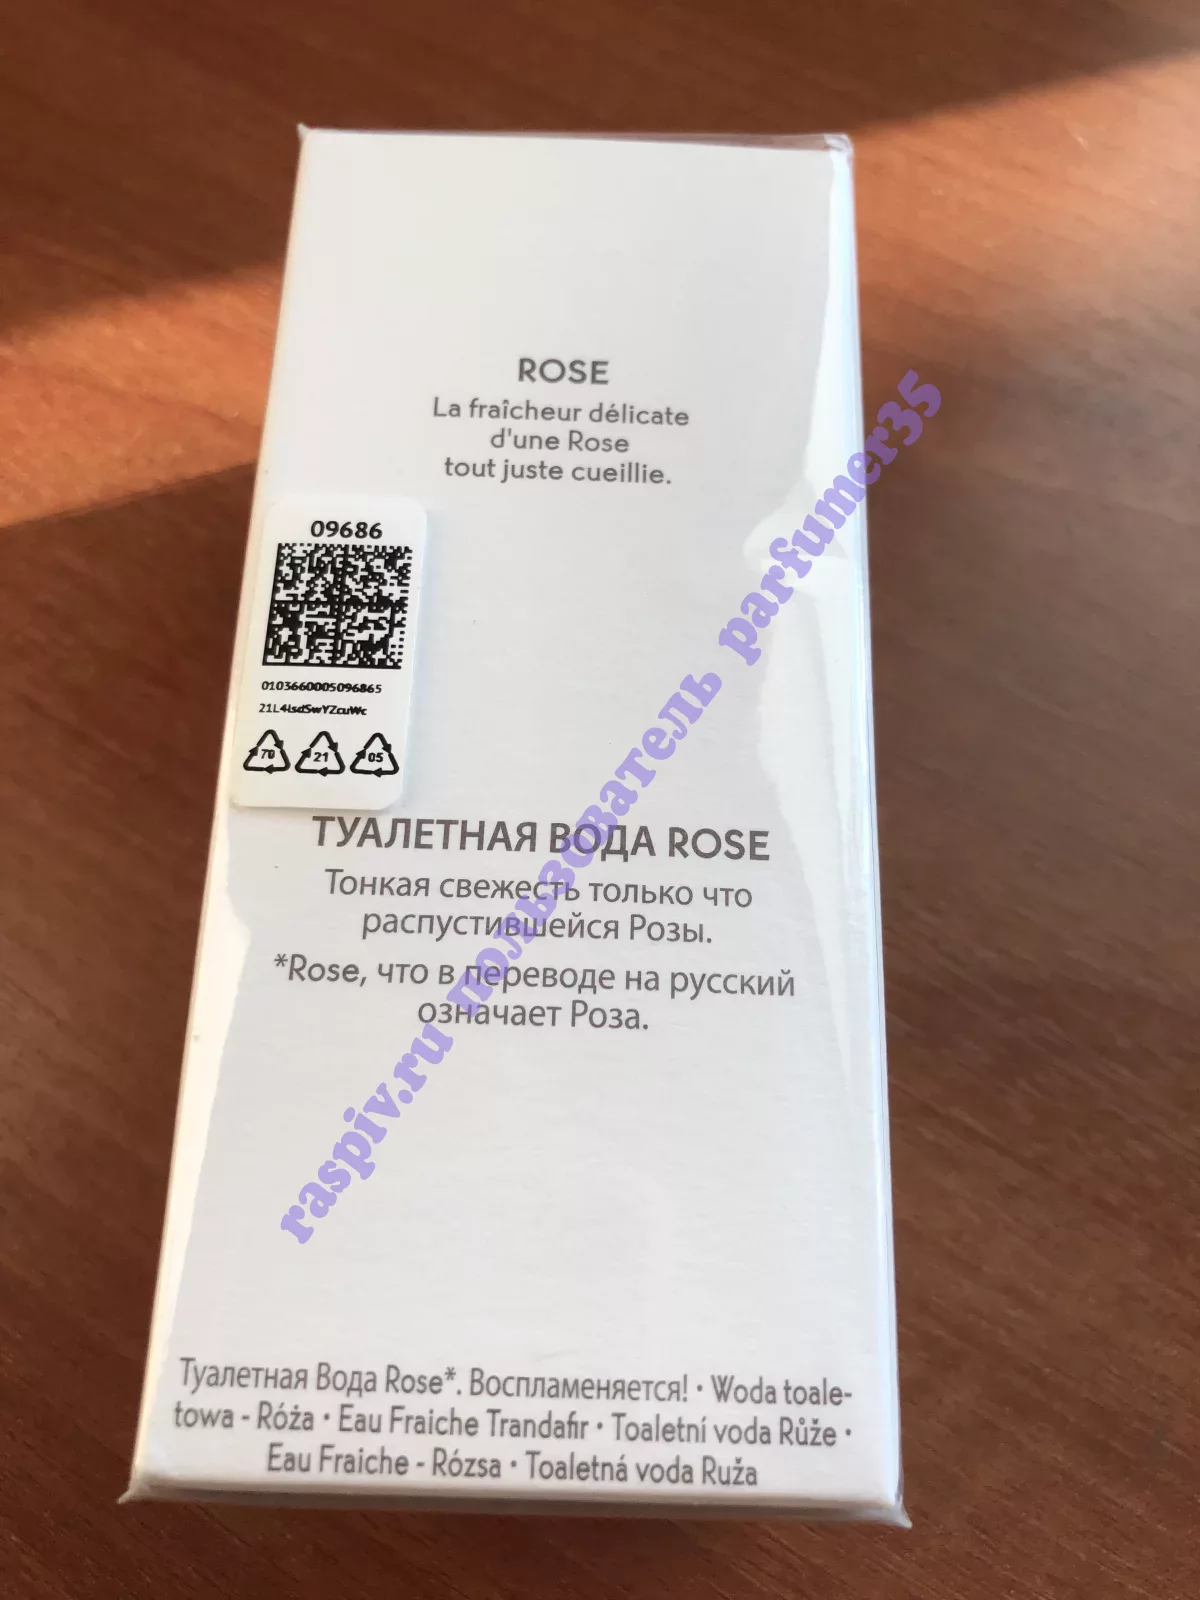 ROSE
La fraîcheur délicate
d'une Rose
tout juste cueillie.
09686
0103660005096865
21L4lsdSwYZcuWc
70 21 05
ТУАЛЕТНАЯ ВОДА ROSE
Тонкая свежесть только что
распустившейся Розы.
*Rose, что в переводе на русский
означает Роза.
Туалетная Вода Rose*. Воспламеняется! • Woda toale-
towa - Róża • Eau Fraiche Trandafir • Toaletní voda Růže •
Eau Fraiche - Rózsa • Toaletná voda Ruža
raspiv.ru пользователь parfumer35